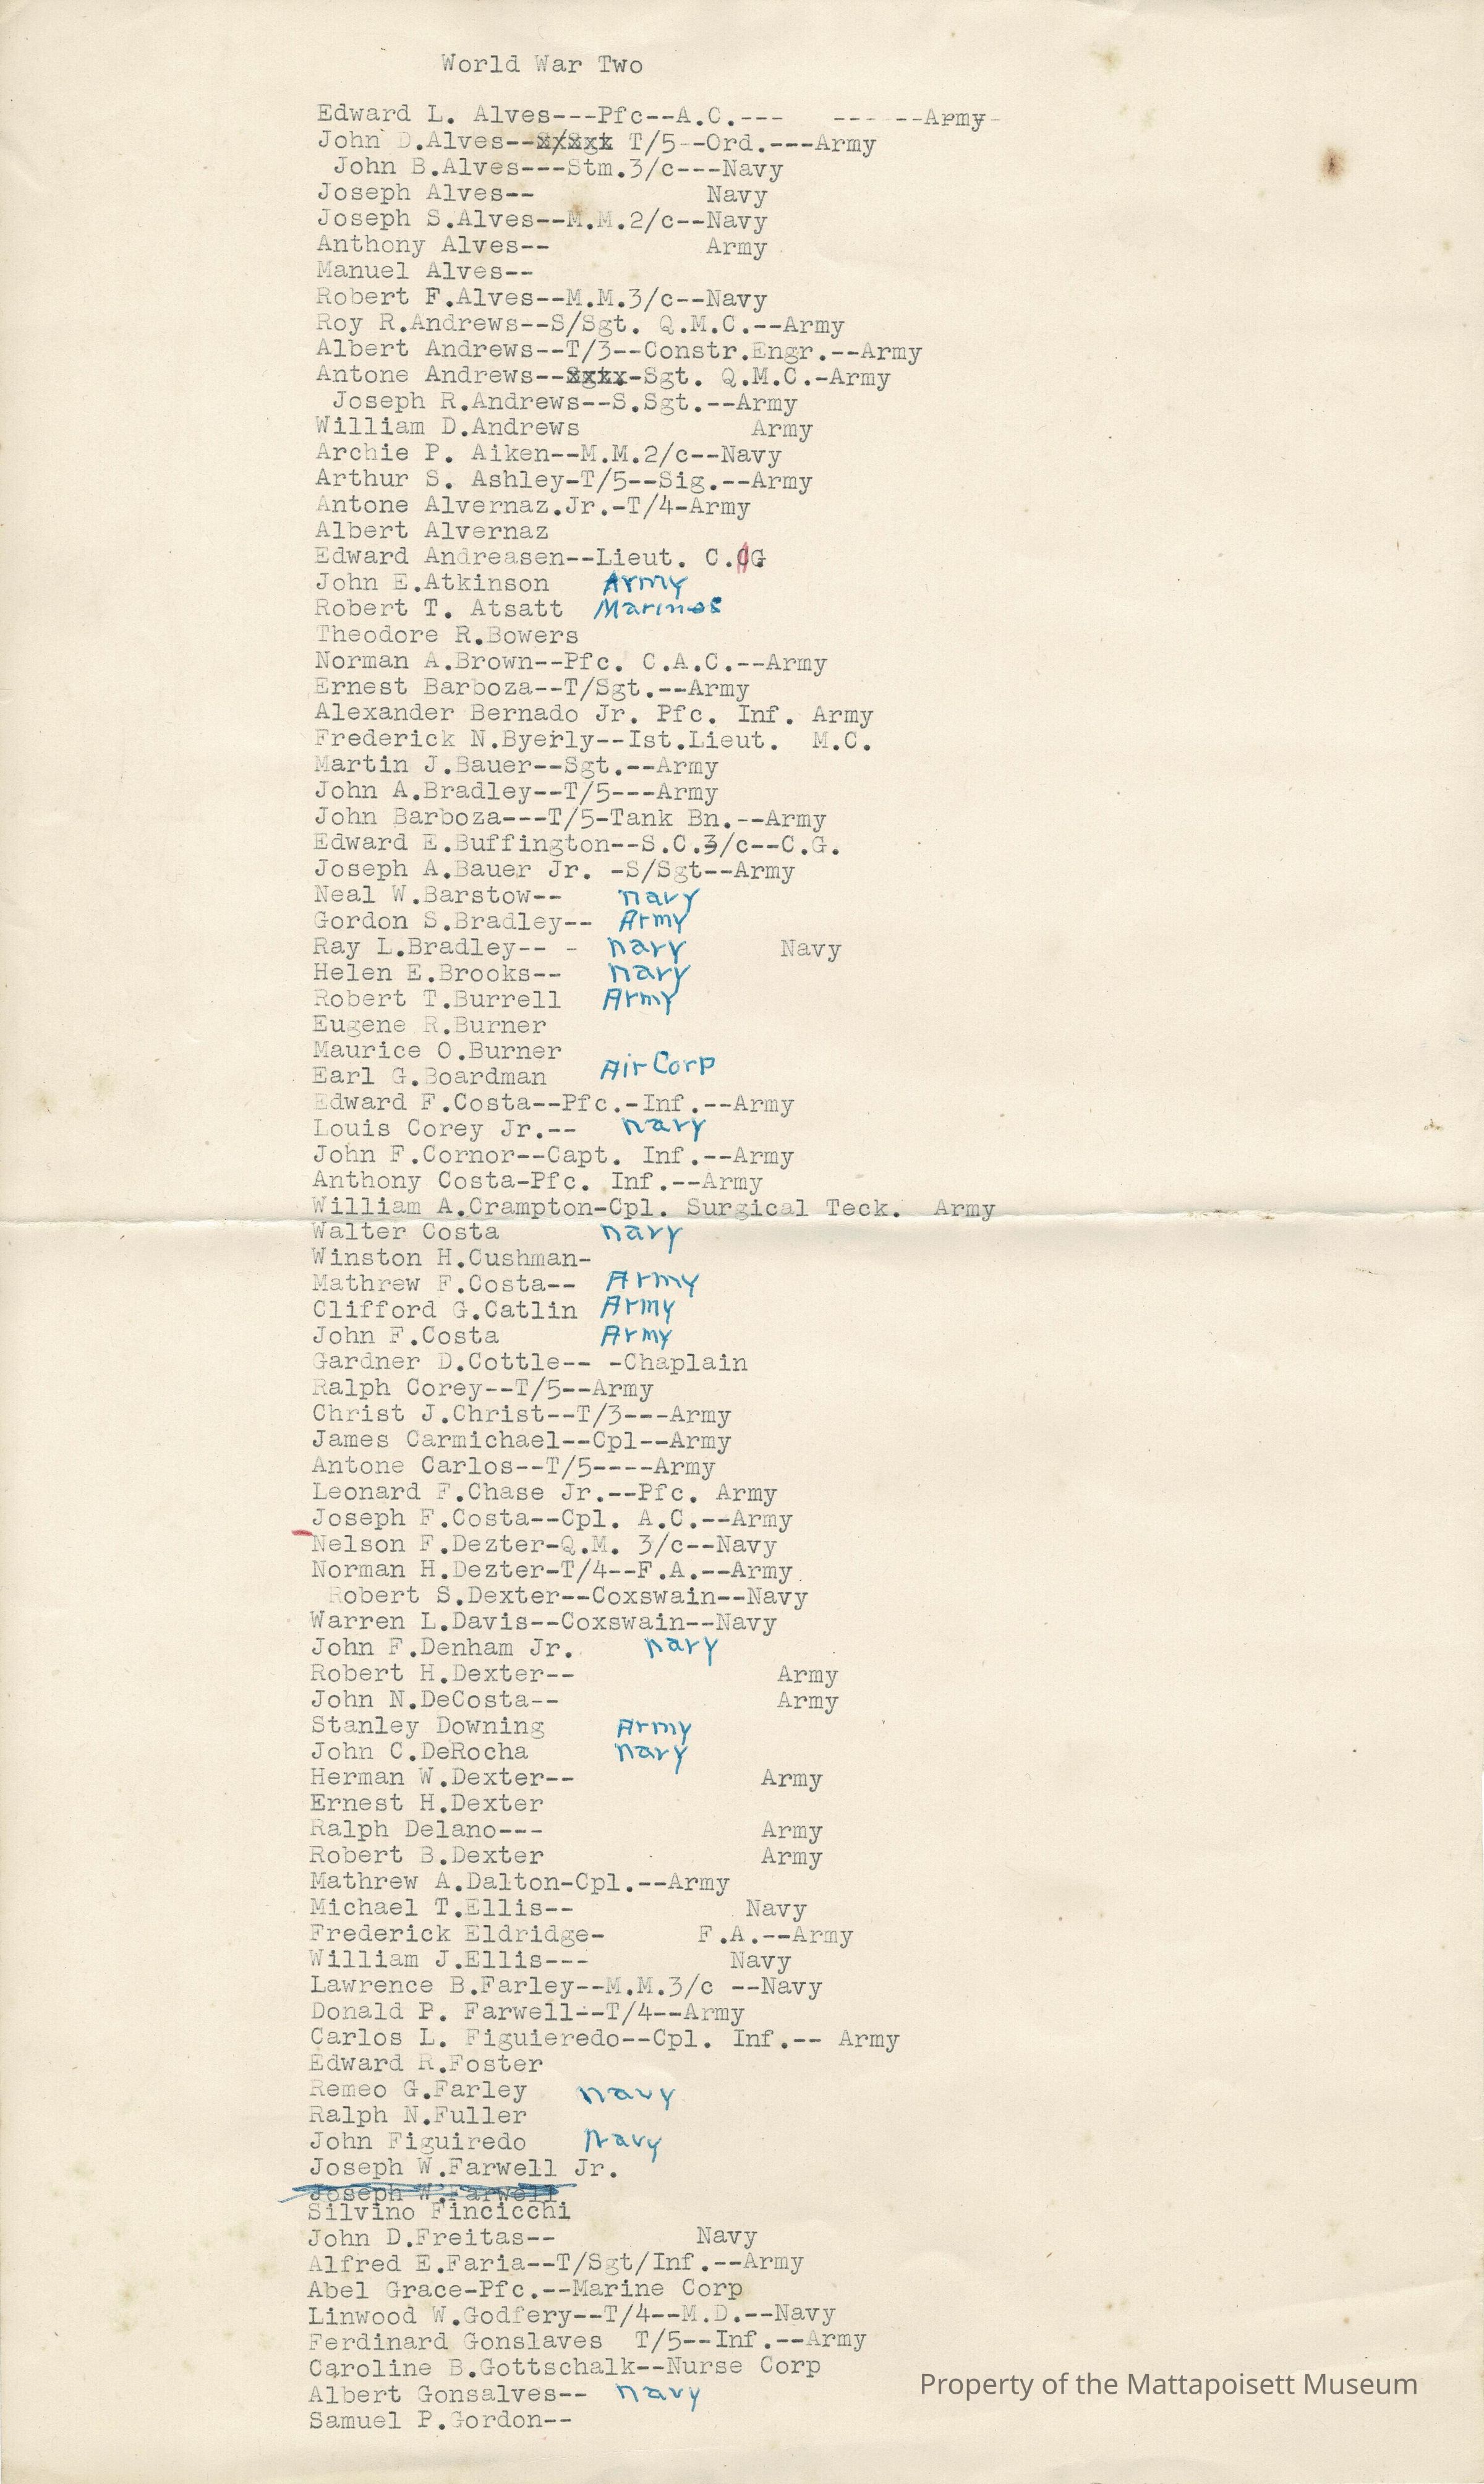 World War Two
Edward L. Alves---Pfc--A.C.--- ------Army-
John D.Alves-- T/5--Ord.---Army
John B.Alves---Stm.3/c---Navy
Joseph Alves-- Navy
Joseph S.Alves--M.M.2/c--Navy
Anthony Alves-- Army
Manuel Alves--
Robert F.Alves--M.M.3/c--Navy
Roy R.Andrews--S/Sgt. Q.M.C.--Army
Albert Andrews--T/3--Constr.Engr.--Army
Antone Andrews-- -Sgt. Q.M.C.-Army
Joseph R.Andrews--S.Sgt.--Army
William D.Andrews Army
Archie P. Aiken--M.M.2/c--Navy
Arthur S. Ashley-T/5--Sig.--Army
Antone Alvernaz.Jr.-T/4-Army
Albert Alvernaz
Edward Andreasen--Lieut. C.G
John E.Atkinson Army
Robert T. Atsatt Marines
Theodore R.Bowers
Norman A.Brown--Pfc. C.A.C.--Army
Ernest Barboza--T/Sgt.--Army
Alexander Bernado Jr. Pfc. Inf. Army
Frederick N.Byerly--Ist.Lieut. M.C.
Martin J.Bauer--Sgt.--Army
John A.Bradley--T/5---Army
John Barboza---T/5-Tank Bn.--Army
Edward E.Buffington--S.C.3/c--C.G.
Joseph A.Bauer Jr. -S/Sgt--Army
Neal W.Barstow-- navy
Gordon S.Bradley-- Army
Ray L.Bradley-- - navy Navy
Helen E.Brooks-- navy
Robert T.Burrell Army
Eugene R.Burner
Maurice O.Burner
Earl G.Boardman Air Corp
Edward F.Costa--Pfc.-Inf.--Army
Louis Corey Jr.-- navy
John F.Cornor--Capt. Inf.--Army
Anthony Costa-Pfc. Inf.--Army
William A.Crampton-Cpl. Surgical Teck. Army
Walter Costa navy
Winston H.Cushman-
Mathrew F.Costa-- Army
Clifford G.Catlin Army
John F.Costa Army
Gardner D.Cottle-- -Chaplain
Ralph Corey--T/5--Army
Christ J.Christ--T/3---Army
James Carmichael--Cpl--Army
Antone Carlos--T/5----Army
Leonard F.Chase Jr.--Pfc. Army
Joseph F.Costa--Cpl. A.C.--Army
Nelson F.Dezter-Q.M. 3/c--Navy
Norman H.Dezter-T/4--F.A.--Army
Robert S.Dexter--Coxswain--Navy
Warren L.Davis--Coxswain--Navy
John F.Denham Jr. navy
Robert H.Dexter-- Army
John N.DeCosta-- Army
Stanley Downing Army
John C.DeRocha navy
Herman W.Dexter-- Army
Ernest H.Dexter
Ralph Delano--- Army
Robert B.Dexter Army
Mathrew A.Dalton-Cpl.--Army
Michael T.Ellis-- Navy
Frederick Eldridge- F.A.--Army
William J.Ellis--- Navy
Lawrence B.Farley--M.M.3/c --Navy
Donald P. Farwell--T/4--Army
Carlos L. Figuieredo--Cpl. Inf.-- Army
Edward R.Foster
Remeo G.Farley navy
Ralph N.Fuller
John Figuiredo navy
Joseph W.Farwell Jr.
Joseph W.Farwell
Silvino Fincicchi
John D.Freitas-- Navy
Alfred E.Faria--T/Sgt/Inf.--Army
Abel Grace-Pfc.--Marine Corp
Linwood W.Godfery--T/4--M.D.--Navy
Ferdinard Gonslaves T/5--Inf.--Army
Caroline B.Gottschalk--Nurse Corp
Albert Gonsalves-- navy
Samuel P.Gordon--
Property of the Mattapoisett Museum